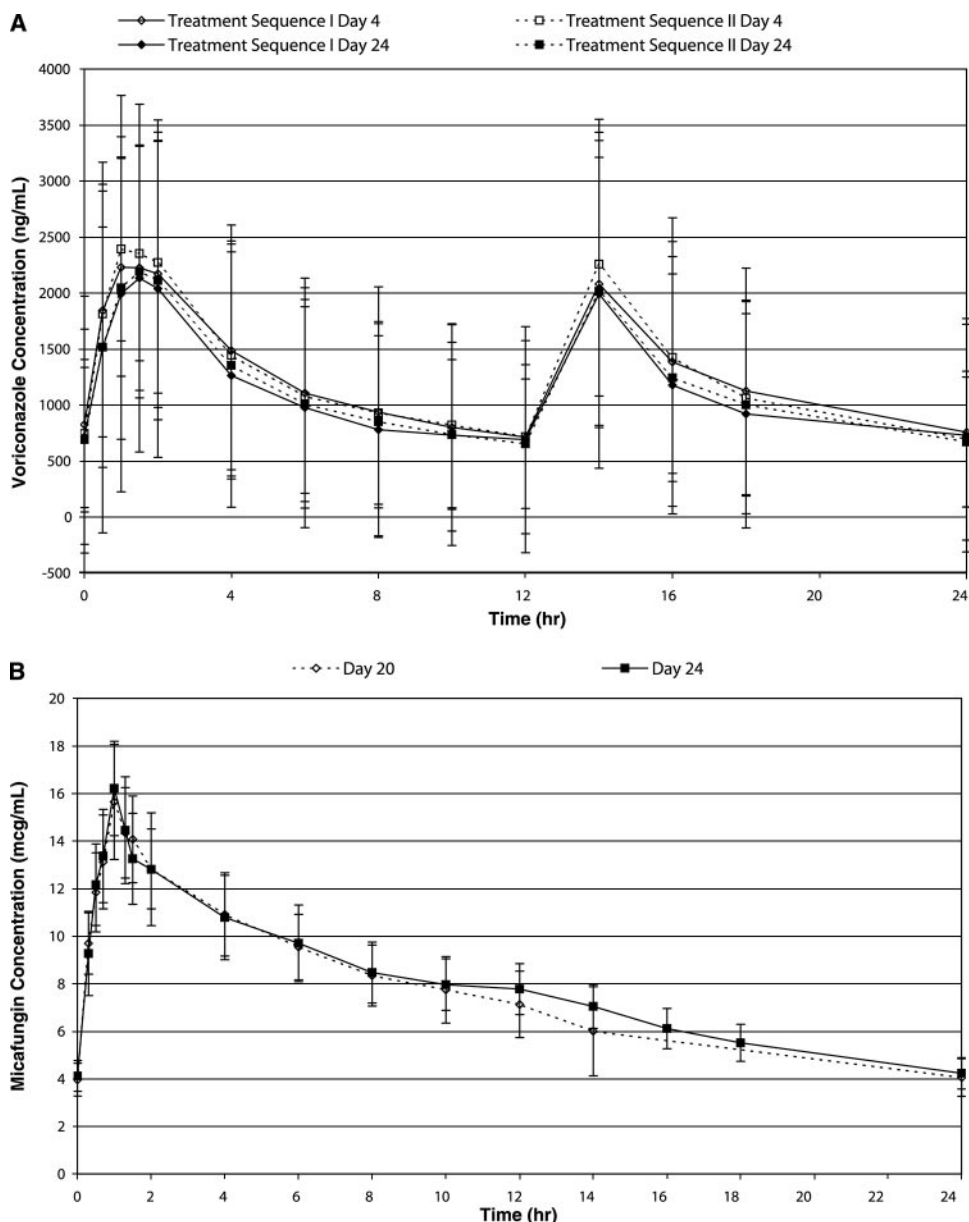 A
Treatment Sequence I Day 4 Treatment Sequence II Day 4
Treatment Sequence I Day 24 Treatment Sequence II Day 24
4000
3500
3000
2500
2000
1500
1000
500
0
-500
Voriconazole Concentration (ng/mL)
0 4 8 12 16 20 24
Time (hr)
B
Day 20 Day 24
20
18
16
14
12
10
8
6
4
2
0
Micafungin Concentration (mcg/mL)
0 2 4 6 8 10 12 14 16 18 20 22 24
Time (hr)